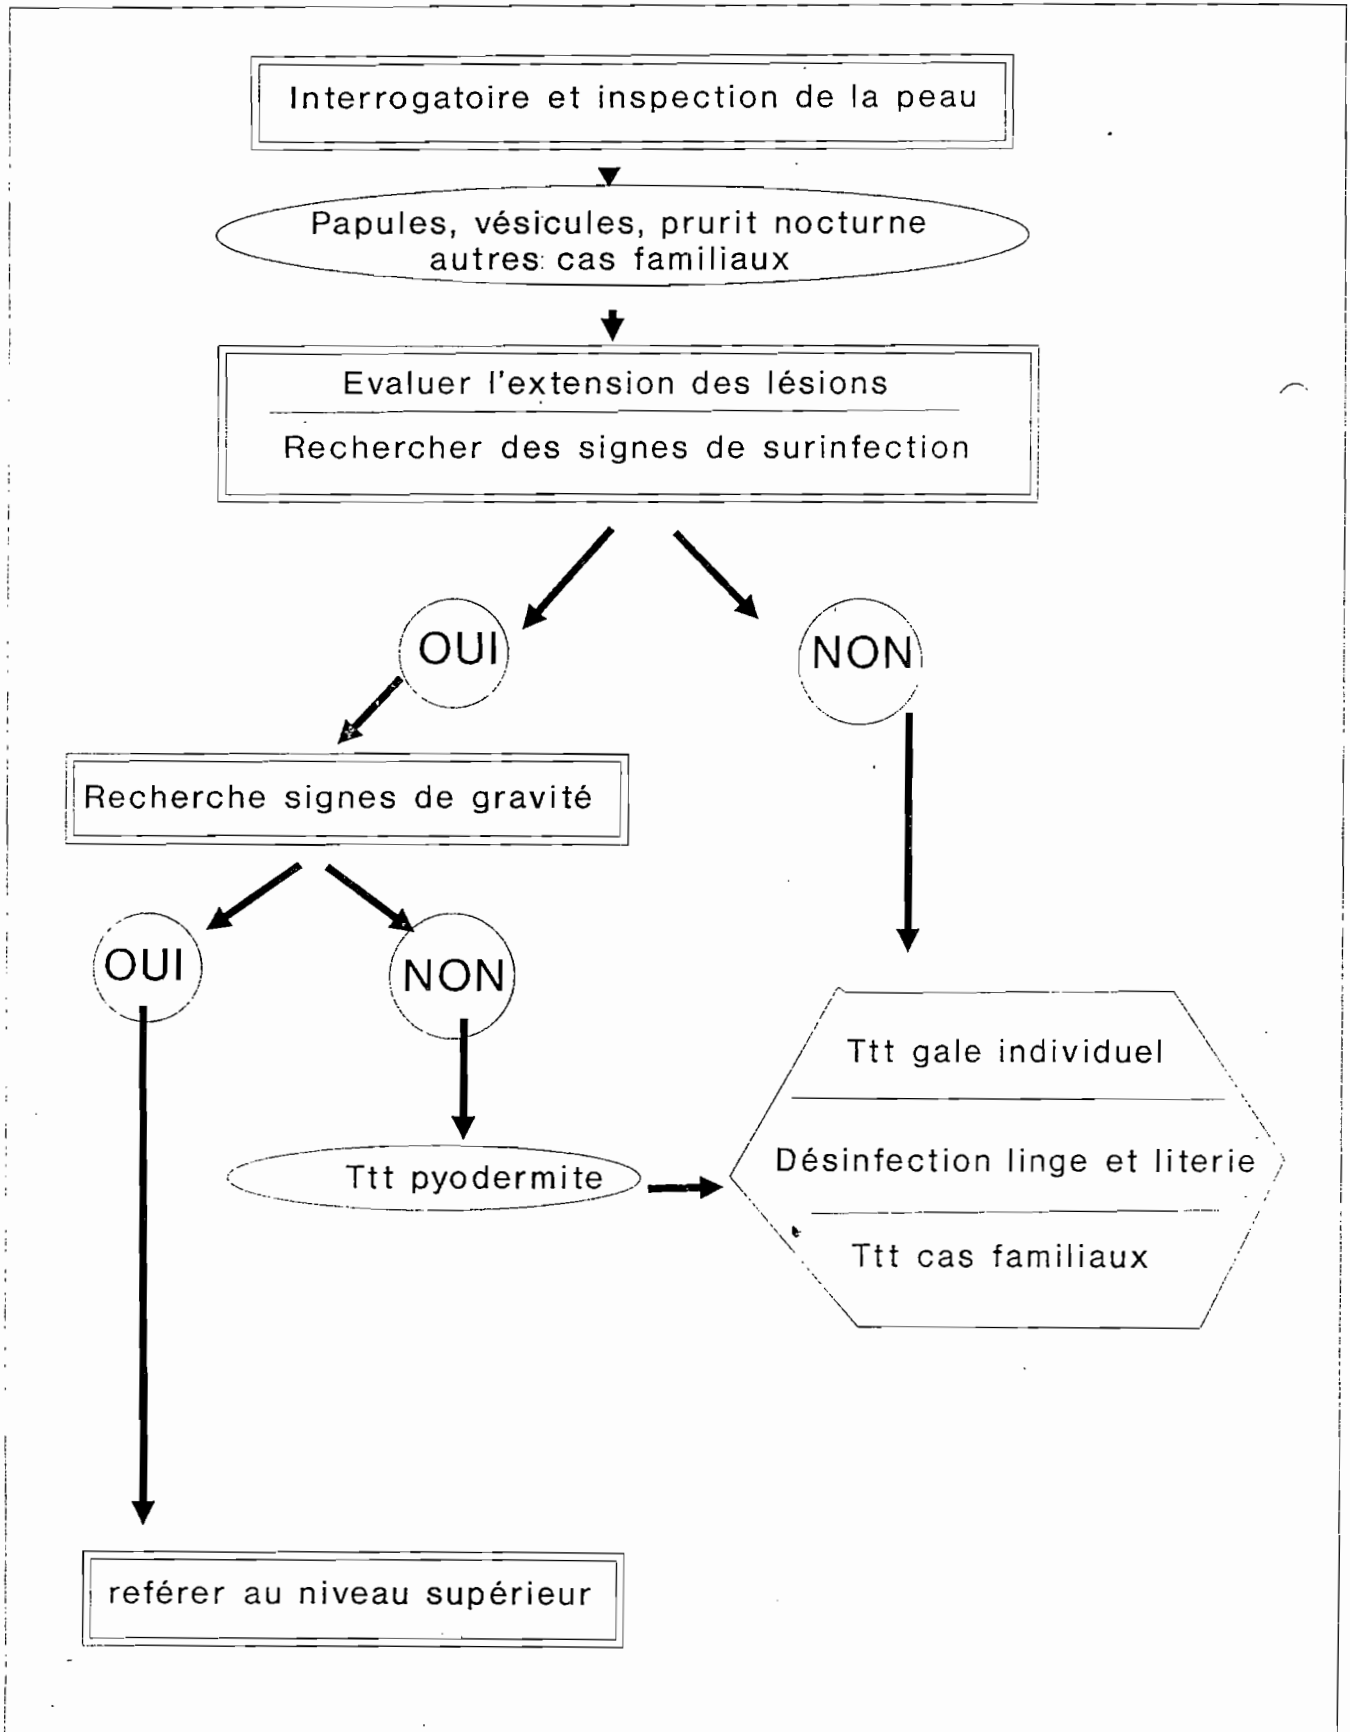 Interrogatoire et inspection de la peau
Papules, vésicules, prurit nocturne
autres cas familiaux
Evaluer l'extension des lésions
Rechercher des signes de surinfection
OUI
NON
Recherche signes de gravité
OUI
NON
Ttt gale individuel
Désinfection linge et literie
Ttt pyodermite
Ttt cas familiaux
reférer au niveau supérieur